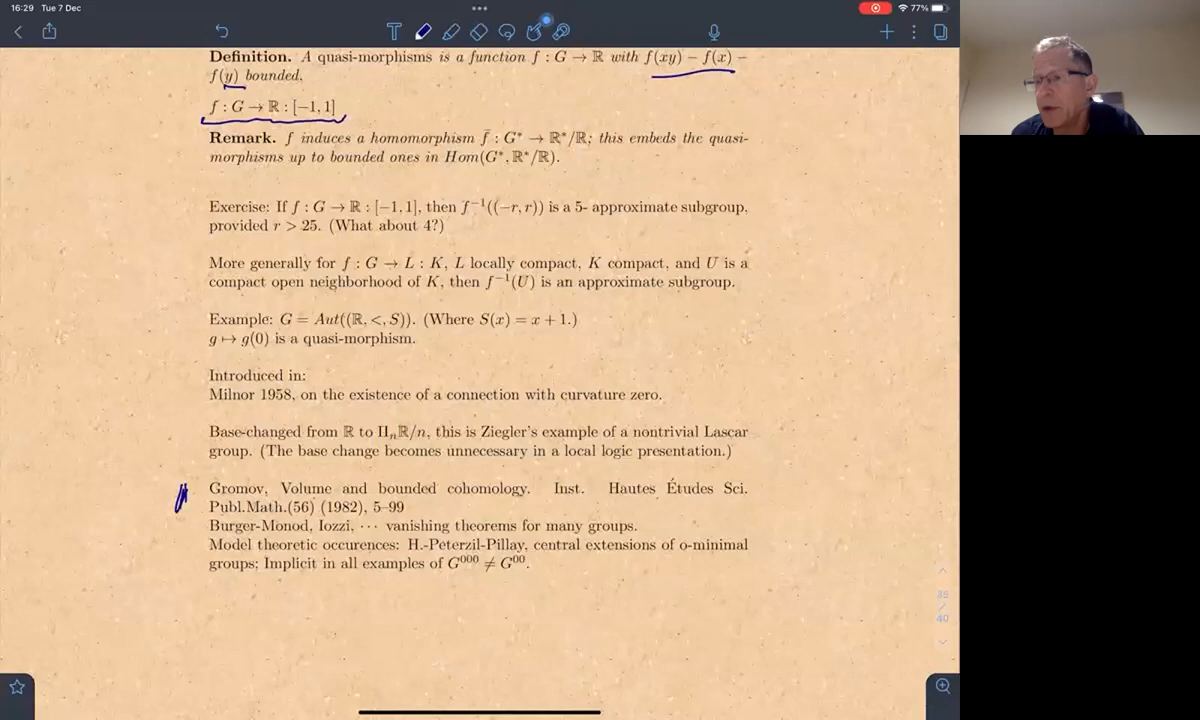 16:29 Tue 7 Dec
77%
Definition. A quasi-morphisms is a function f : G → ℝ with f(xy) − f(x) −
f(y) bounded.
f : G → ℝ : [−1, 1]
Remark. f induces a homomorphism f̄ : G* → ℝ*/ℝ; this embeds the quasi-
morphisms up to bounded ones in Hom(G*, ℝ*/ℝ).
Exercise: If f : G → ℝ : [−1, 1], then f⁻¹((−r, r)) is a 5- approximate subgroup,
provided r > 25. (What about 4?)
More generally for f : G → L : K, L locally compact, K compact, and U is a
compact open neighborhood of K, then f⁻¹(U) is an approximate subgroup.
Example: G = Aut((ℝ, <, S)). (Where S(x) = x + 1.)
g ↦ g(0) is a quasi-morphism.
Introduced in:
Milnor 1958, on the existence of a connection with curvature zero.
Base-changed from ℝ to Πₙℝ/n, this is Ziegler's example of a nontrivial Lascar
group. (The base change becomes unnecessary in a local logic presentation.)
Gromov, Volume and bounded cohomology. Inst. Hautes Études Sci.
Publ.Math.(56) (1982), 5–99
Burger-Monod, Iozzi, ··· vanishing theorems for many groups.
Model theoretic occurences: H.-Peterzil-Pillay, central extensions of o-minimal
groups; Implicit in all examples of G⁰⁰⁰ ≠ G⁰⁰.
35
/
40